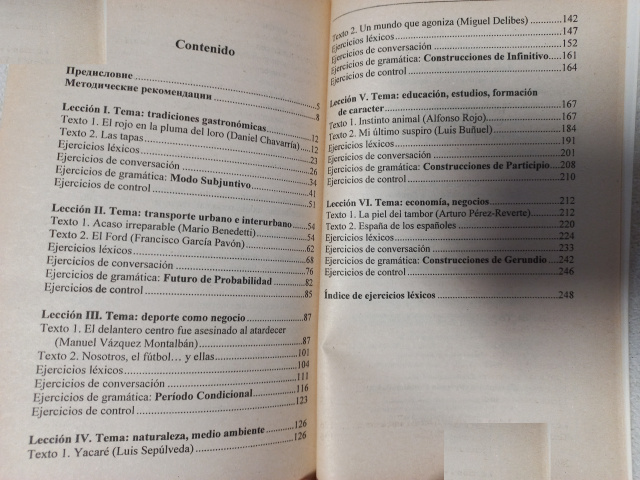 Contenido
Предисловие ..... 5
Методические рекомендации ..... 8
Lección I. Tema: tradiciones gastronómicas ..... 12
Texto 1. El rojo en la pluma del loro (Daniel Chavarría) ..... 12
Texto 2. Las tapas ..... 23
Ejercicios léxicos ..... 26
Ejercicios de conversación ..... 34
Ejercicios de gramática: Modo Subjuntivo ..... 41
Ejercicios de control ..... 51
Lección II. Tema: transporte urbano e interurbano ..... 54
Texto 1. Acaso irreparable (Mario Benedetti) ..... 54
Texto 2. El Ford (Francisco García Pavón) ..... 62
Ejercicios léxicos ..... 68
Ejercicios de conversación ..... 76
Ejercicios de gramática: Futuro de Probabilidad ..... 82
Ejercicios de control ..... 85
Lección III. Tema: deporte como negocio ..... 87
Texto 1. El delantero centro fue asesinado al atardecer
(Manuel Vázquez Montalbán) ..... 87
Texto 2. Nosotros, el fútbol… y ellas ..... 101
Ejercicios léxicos ..... 104
Ejercicios de conversación ..... 111
Ejercicios de gramática: Período Condicional ..... 116
Ejercicios de control ..... 123
Lección IV. Tema: naturaleza, medio ambiente ..... 126
Texto 1. Yacaré (Luis Sepúlveda) ..... 126
Texto 2. Un mundo que agoniza (Miguel Delibes) ..... 142
Ejercicios léxicos ..... 147
Ejercicios de conversación ..... 152
Ejercicios de gramática: Construcciones de Infinitivo ..... 161
Ejercicios de control ..... 164
Lección V. Tema: educación, estudios, formación
de caracter ..... 167
Texto 1. Instinto animal (Alfonso Rojo) ..... 167
Texto 2. Mi último suspiro (Luis Buñuel) ..... 184
Ejercicios léxicos ..... 191
Ejercicios de conversación ..... 201
Ejercicios de gramática: Construcciones de Participio ..... 208
Ejercicios de control ..... 210
Lección VI. Tema: economía, negocios ..... 212
Texto 1. La piel del tambor (Arturo Pérez-Reverte) ..... 212
Texto 2. España de los españoles ..... 220
Ejercicios léxicos ..... 224
Ejercicios de conversación ..... 233
Ejercicios de gramática: Construcciones de Gerundio ..... 242
Ejercicios de control ..... 246
Índice de ejercicios léxicos ..... 248